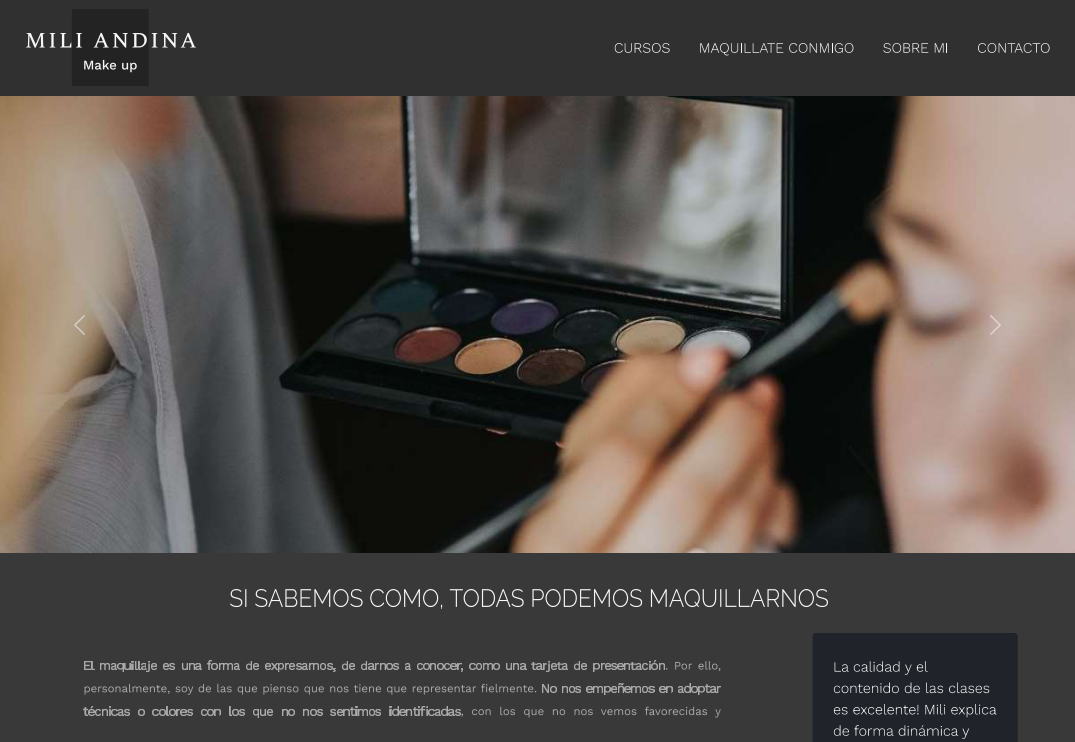 MILI ANDINA
Make up
CURSOS MAQUILLATE CONMIGO SOBRE MI CONTACTO
SI SABEMOS COMO, TODAS PODEMOS MAQUILLARNOS
El maquillaje es una forma de expresarnos, de darnos a conocer, como una tarjeta de presentación. Por ello,
personalmente, soy de las que pienso que nos tiene que representar fielmente. No nos empeñemos en adoptar
técnicas o colores con los que no nos sentimos identificadas, con los que no nos vemos favorecidas y
La calidad y el
contenido de las clases
es excelente! Mili explica
de forma dinámica y